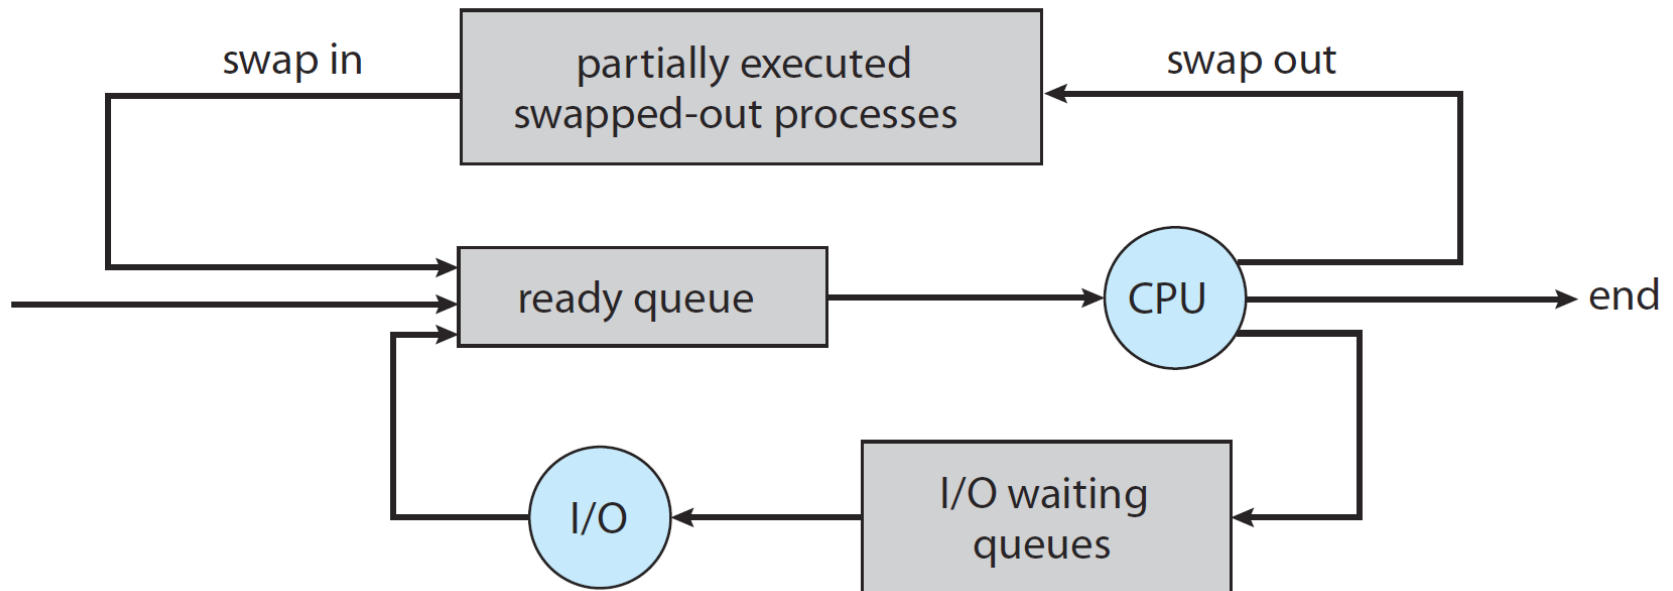 swap in
partially executed
swapped-out processes
swap out
ready queue
CPU
end
I/O
I/O waiting
queues